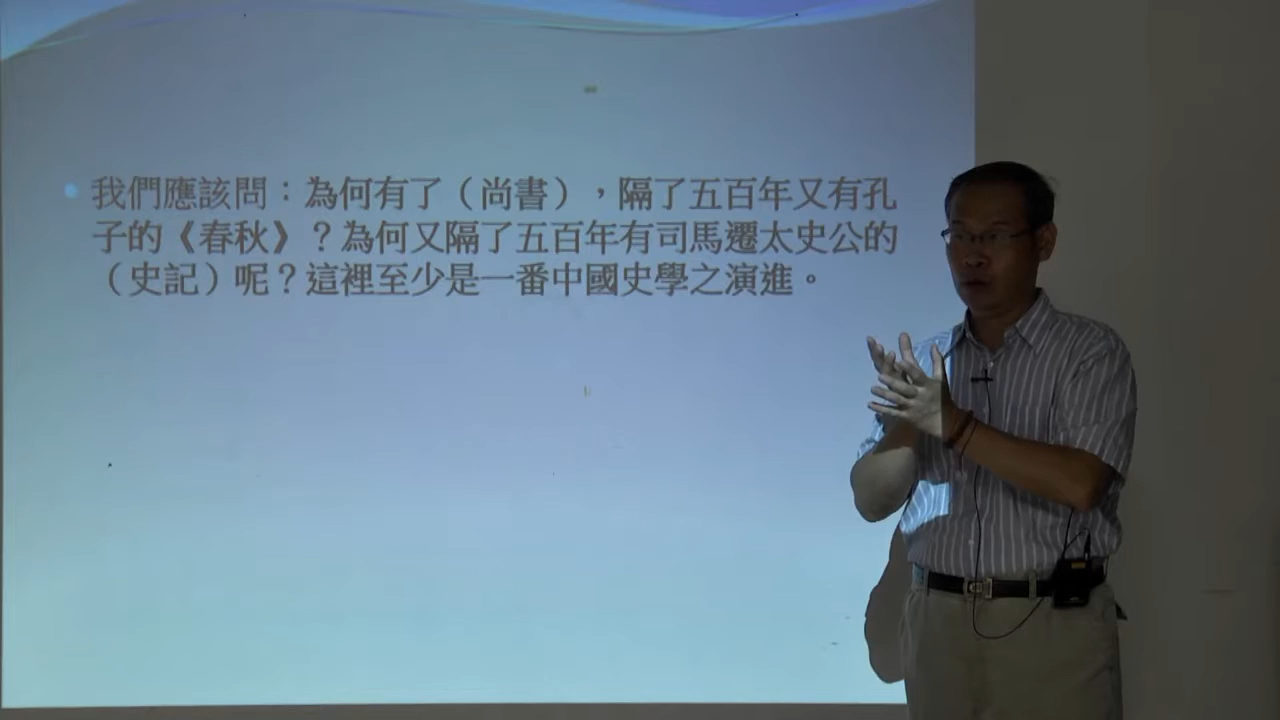 我們應該問：為何有了（尚書），隔了五百年又有孔
子的《春秋》？為何又隔了五百年有司馬遷太史公的
（史記）呢？這裡至少是一番中國史學之演進。